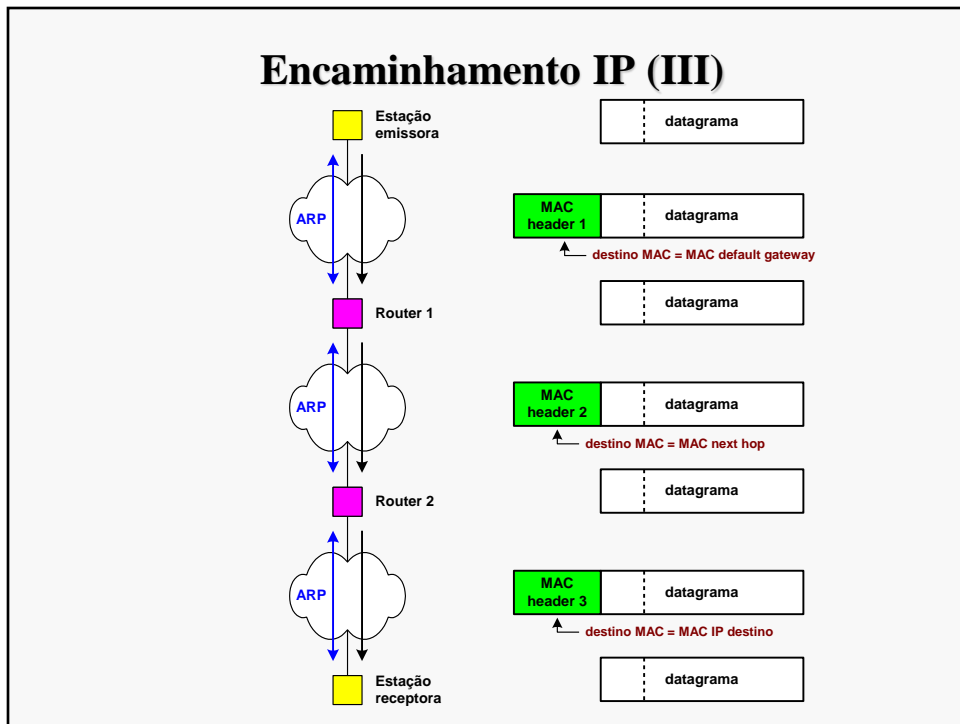 Encaminhamento IP (III)
Estação
emissora
datagrama
ARP
MAC
header 1
datagrama
destino MAC = MAC default gateway
Router 1
datagrama
ARP
MAC
header 2
datagrama
destino MAC = MAC next hop
Router 2
datagrama
ARP
MAC
header 3
datagrama
destino MAC = MAC IP destino
Estação
receptora
datagrama